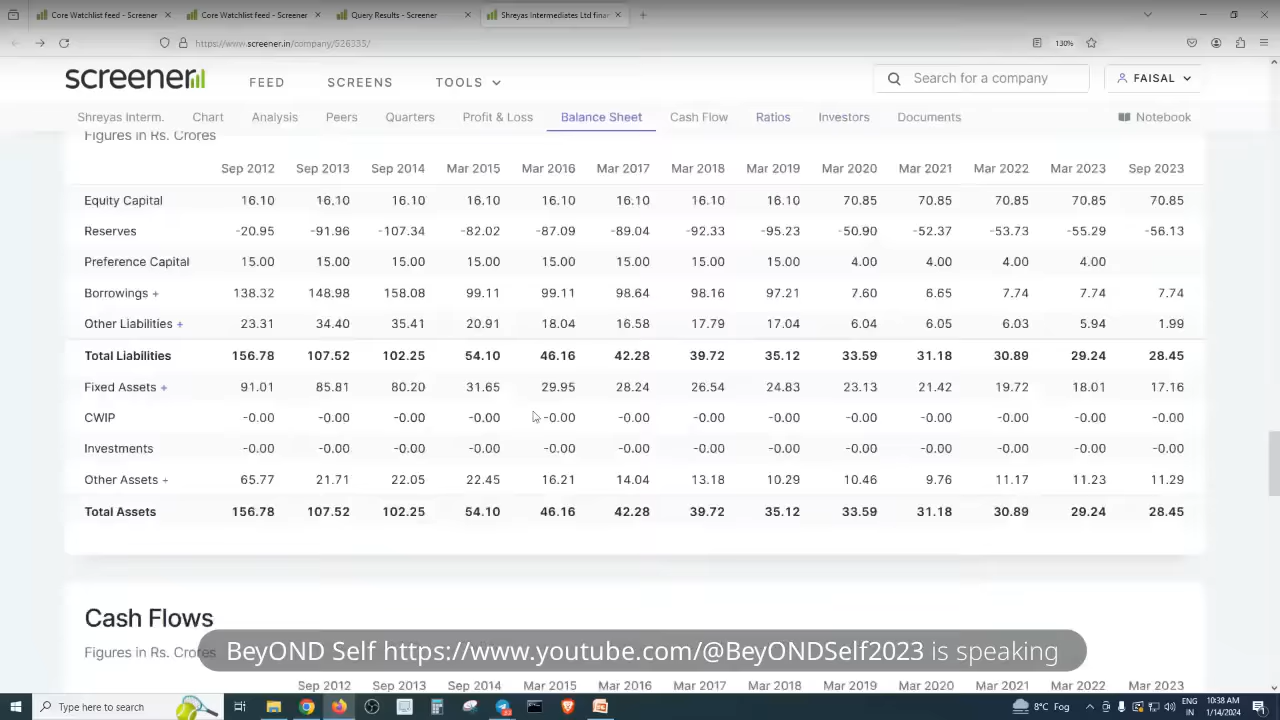 Core Watchlist - Screener
Core Watchlist - Screener
Query Results - Screener
Shreyas Intermediates Ltd financ
https://www.screener.in/company/526335/
130%
screener
FEED SCREENS TOOLS
Search for a company
FAISAL
Shreyas Interm. Chart Analysis Peers Quarters Profit & Loss Balance Sheet Cash Flow Ratios Investors Documents Notebook
Figures in Rs. Crores
Sep 2012 Sep 2013 Sep 2014 Mar 2015 Mar 2016 Mar 2017 Mar 2018 Mar 2019 Mar 2020 Mar 2021 Mar 2022 Mar 2023 Sep 2023
Equity Capital 16.10 16.10 16.10 16.10 16.10 16.10 16.10 16.10 70.85 70.85 70.85 70.85 70.85
Reserves -20.95 -91.96 -107.34 -82.02 -87.09 -89.04 -92.33 -95.23 -50.90 -52.37 -53.73 -55.29 -56.13
Preference Capital 15.00 15.00 15.00 15.00 15.00 15.00 15.00 15.00 4.00 4.00 4.00 4.00
Borrowings + 138.32 148.98 158.08 99.11 99.11 98.64 98.16 97.21 7.60 6.65 7.74 7.74 7.74
Other Liabilities + 23.31 34.40 35.41 20.91 18.04 16.58 17.79 17.04 6.04 6.05 6.03 5.94 1.99
Total Liabilities 156.78 107.52 102.25 54.10 46.16 42.28 39.72 35.12 33.59 31.18 30.89 29.24 28.45
Fixed Assets + 91.01 85.81 80.20 31.65 29.95 28.24 26.54 24.83 23.13 21.42 19.72 18.01 17.16
CWIP -0.00 -0.00 -0.00 -0.00 -0.00 -0.00 -0.00 -0.00 -0.00 -0.00 -0.00 -0.00 -0.00
Investments -0.00 -0.00 -0.00 -0.00 -0.00 -0.00 -0.00 -0.00 -0.00 -0.00 -0.00 -0.00 -0.00
Other Assets + 65.77 21.71 22.05 22.45 16.21 14.04 13.18 10.29 10.46 9.76 11.17 11.23 11.29
Total Assets 156.78 107.52 102.25 54.10 46.16 42.28 39.72 35.12 33.59 31.18 30.89 29.24 28.45
Cash Flows
Figures in Rs. Crores
BeyOND Self https://www.youtube.com/@BeyONDSelf2023 is speaking
Sep 2012 Sep 2013 Sep 2014 Mar 2015 Mar 2016 Mar 2017 Mar 2018 Mar 2019 Mar 2020 Mar 2021 Mar 2022 Mar 2023
Type here to search
8°C Fog
ENG
IN
10:38 AM
1/14/2024